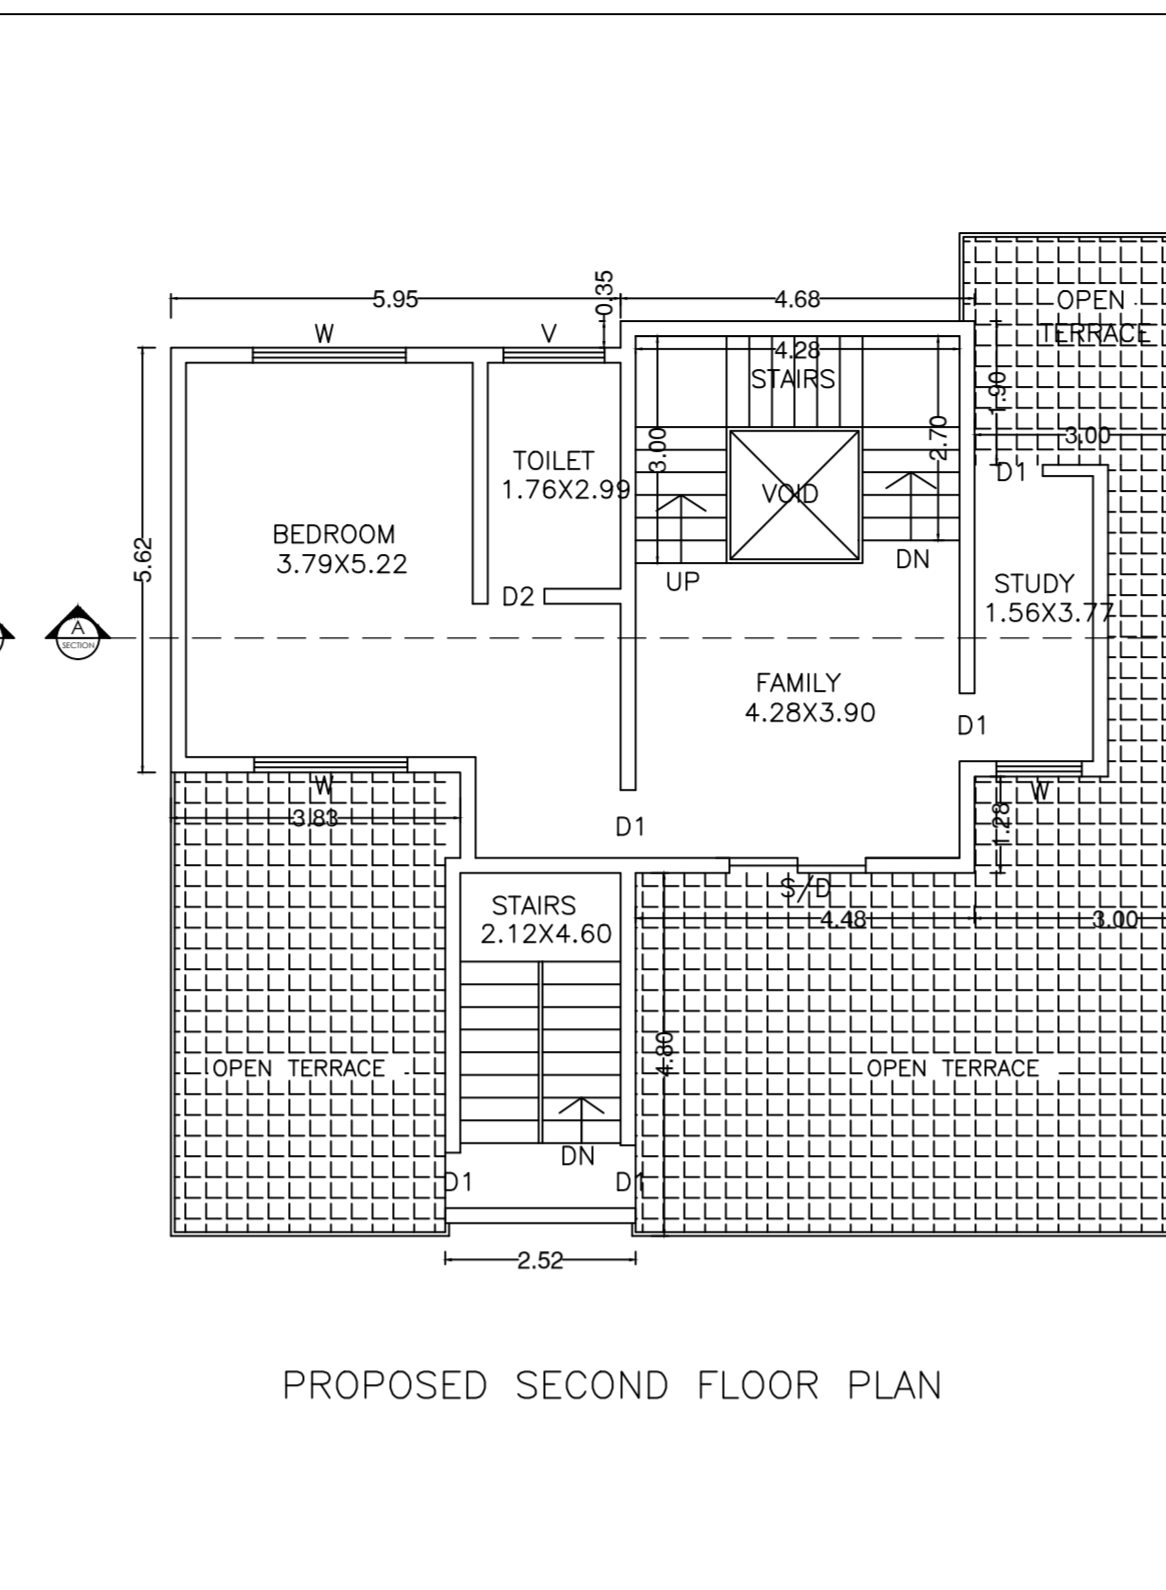 0.35
5.95
4.68
W
V
OPEN
TERRACE
4.28
STAIRS
1.90
3.00
2.70
3.00
D1
TOILET
1.76X2.99
VOID
BEDROOM
3.79X5.22
5.62
DN
UP
D2
STUDY
1.56X3.77
A
SECTION
FAMILY
4.28X3.90
D1
W
W
3.83
D1
1.28
S/D
STAIRS
2.12X4.60
4.48
3.00
4.80
OPEN TERRACE
OPEN TERRACE
DN
D1
D1
2.52
PROPOSED SECOND FLOOR PLAN